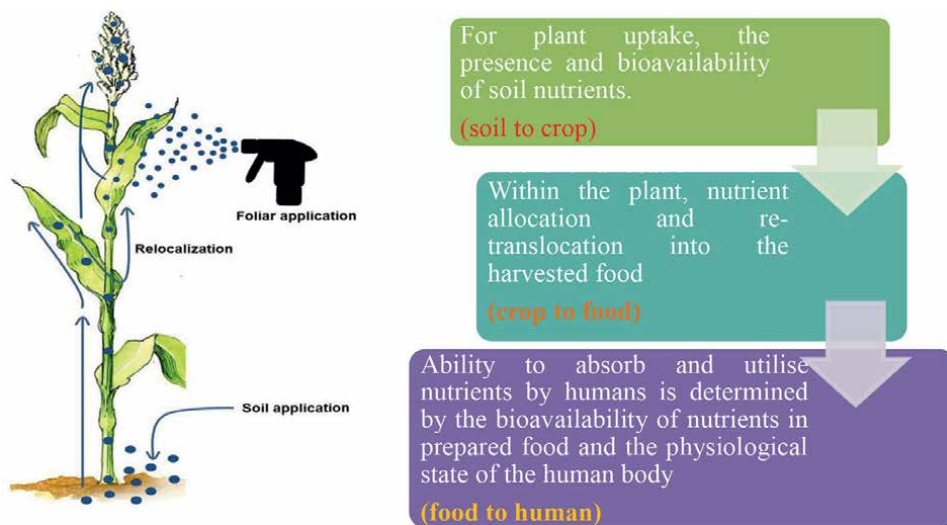 Foliar application
Relocalization
Soil application
For plant uptake, the
presence and bioavailability
of soil nutrients.
(soil to crop)
Within the plant, nutrient
allocation and re-
translocation into the
harvested food
(crop to food)
Ability to absorb and utilise
nutrients by humans is determined
by the bioavailability of nutrients in
prepared food and the physiological
state of the human body
(food to human)